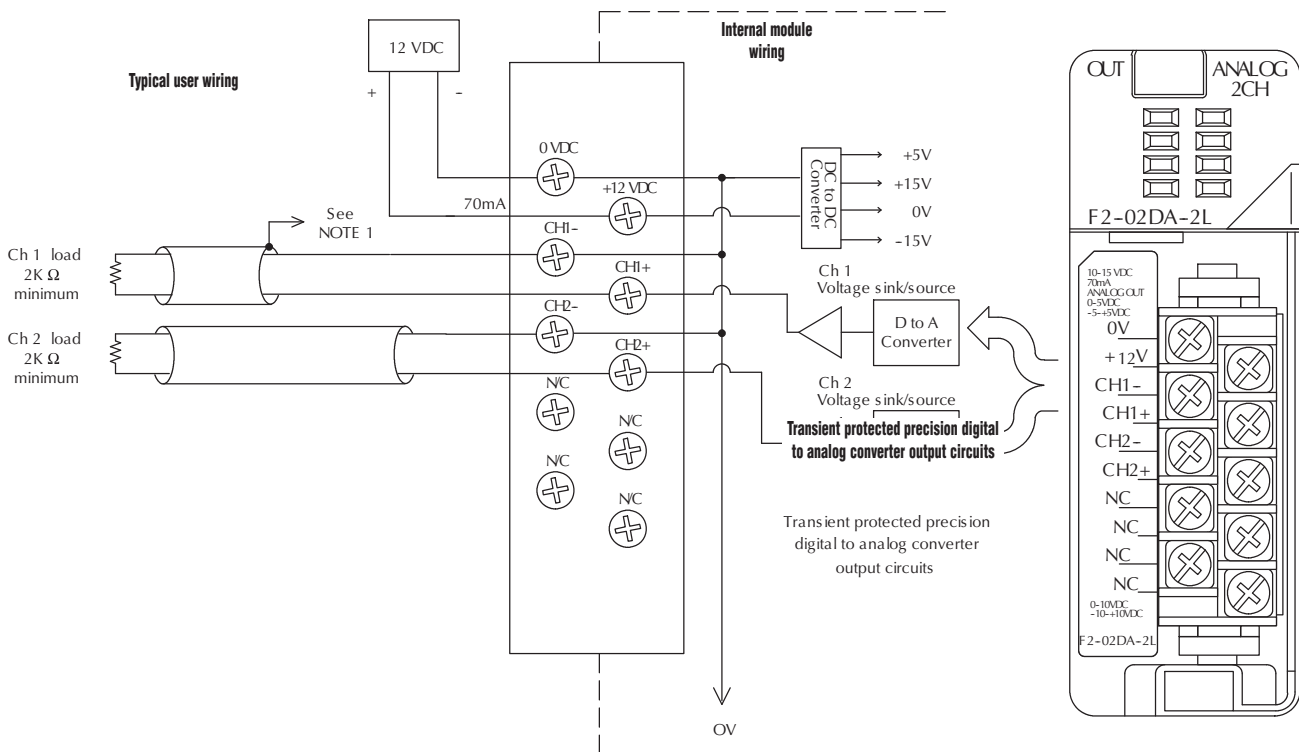 Typical user wiring
12 VDC
+
-
Internal module
wiring
0 VDC
+12 VDC
70mA
CH1-
CH1+
CH2-
CH2+
N/C
N/C
N/C
N/C
See
NOTE 1
Ch 1 load
2K Ω
minimum
Ch 2 load
2K Ω
minimum
DC to DC
Converter
+5V
+15V
0V
-15V
Ch 1
Voltage sink/source
D to A
Converter
Ch 2
Voltage sink/source
Transient protected precision digital
to analog converter output circuits
Transient protected precision
digital to analog converter
output circuits
OV
OUT
ANALOG
2CH
F2-02DA-2L
10-15 VDC
70mA
ANALOG OUT
0-5VDC
-5-+5VDC
0V
+12V
CH1-
CH1+
CH2-
CH2+
NC
NC
NC
NC
0-10VDC
-10-+10VDC
F2-02DA-2L